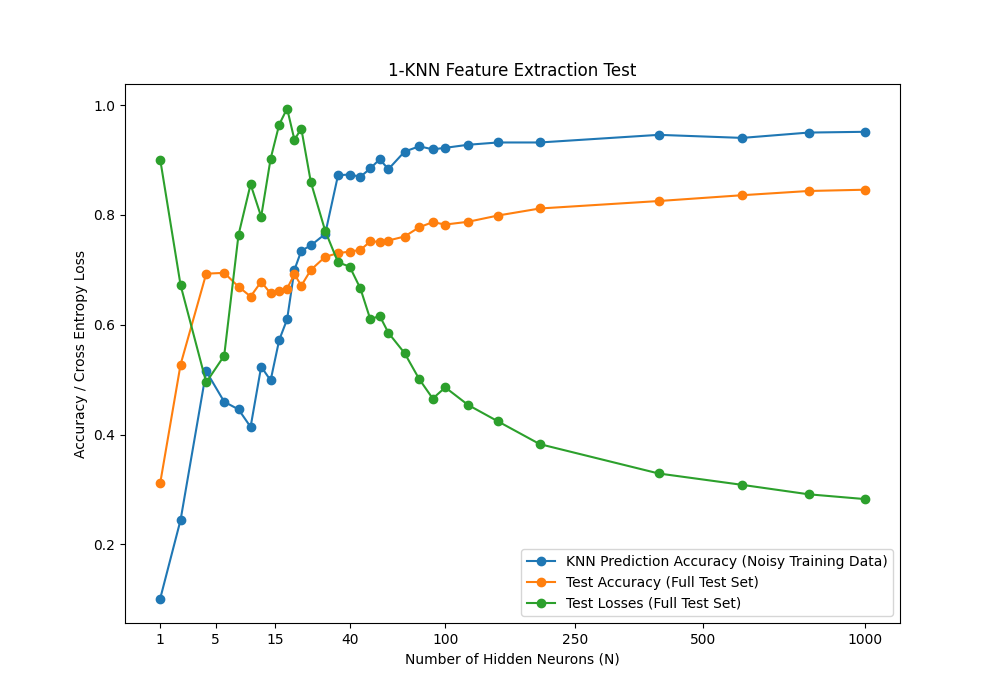 1-KNN Feature Extraction Test
Accuracy / Cross Entropy Loss
1.0
0.8
0.6
0.4
0.2
KNN Prediction Accuracy (Noisy Training Data)
Test Accuracy (Full Test Set)
Test Losses (Full Test Set)
1 5 15 40 100 250 500 1000
Number of Hidden Neurons (N)